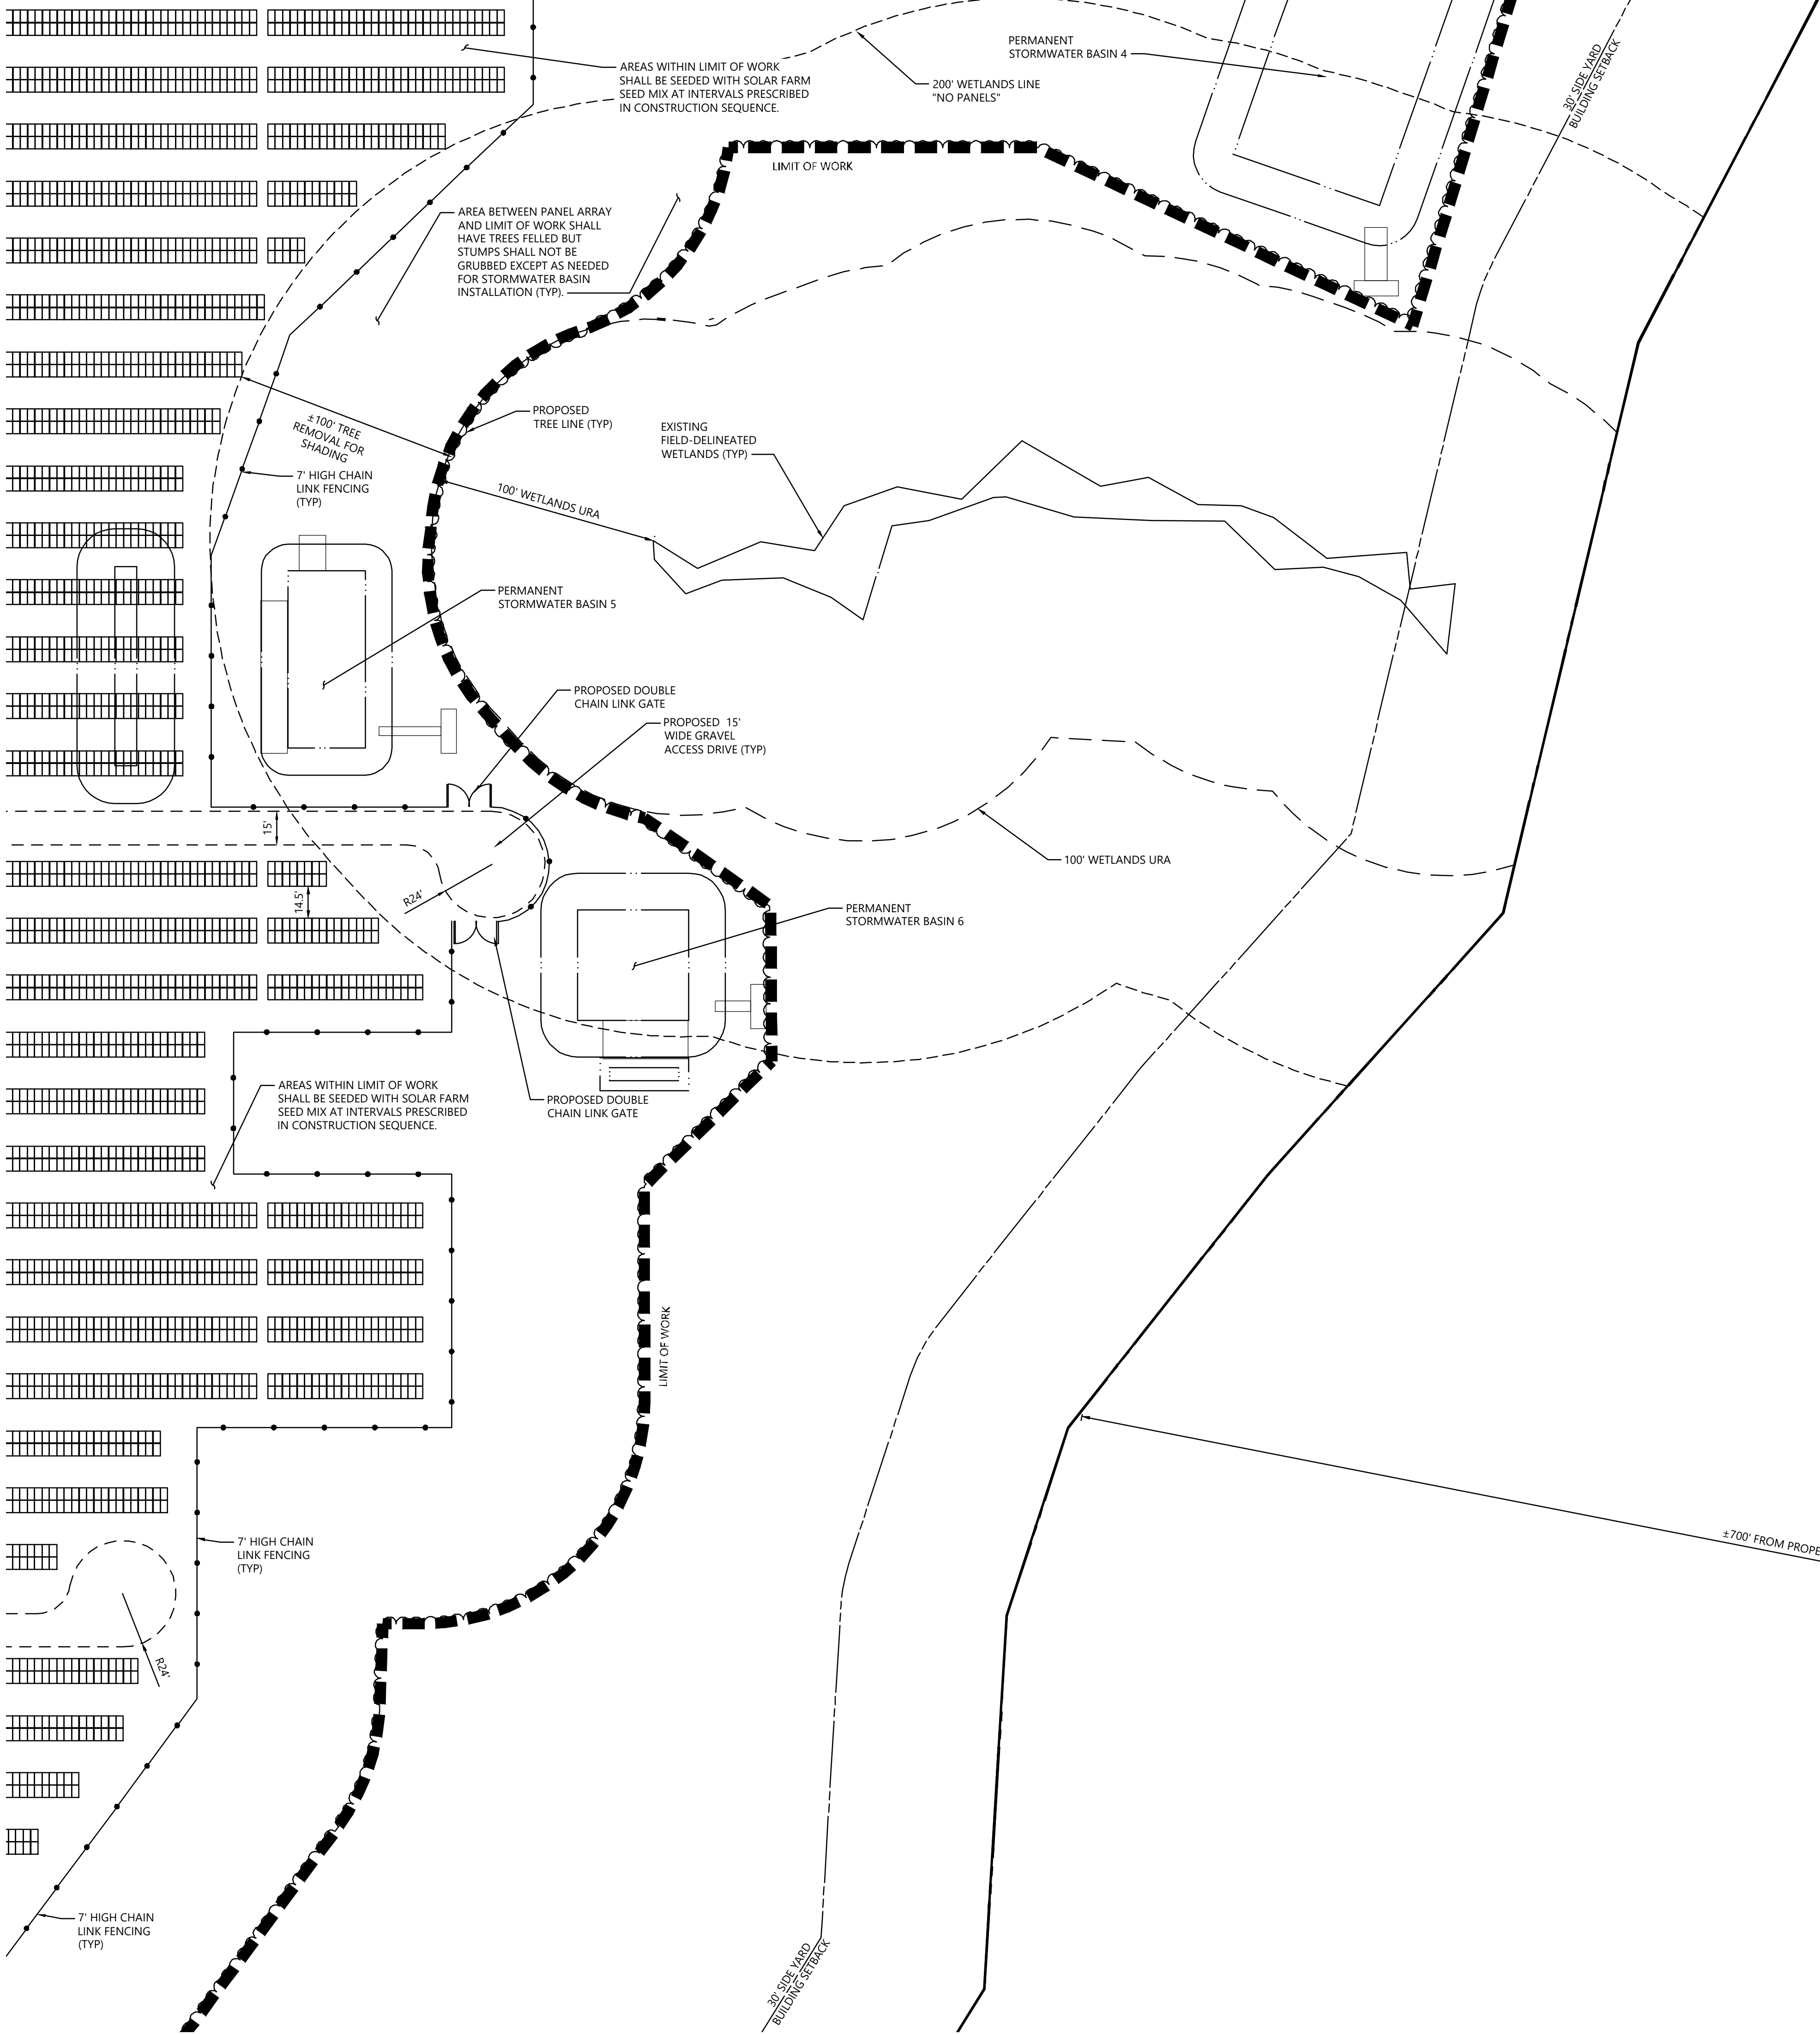 AREAS WITHIN LIMIT OF WORK
SHALL BE SEEDED WITH SOLAR FARM
SEED MIX AT INTERVALS PRESCRIBED
IN CONSTRUCTION SEQUENCE.
PERMANENT
STORMWATER BASIN 4
200' WETLANDS LINE
"NO PANELS"
30' SIDE YARD
BUILDING SETBACK
LIMIT OF WORK
AREA BETWEEN PANEL ARRAY
AND LIMIT OF WORK SHALL
HAVE TREES FELLED BUT
STUMPS SHALL NOT BE
GRUBBED EXCEPT AS NEEDED
FOR STORMWATER BASIN
INSTALLATION (TYP).
±100' TREE
REMOVAL FOR
SHADING
PROPOSED
TREE LINE (TYP)
EXISTING
FIELD-DELINEATED
WETLANDS (TYP)
7' HIGH CHAIN
LINK FENCING
(TYP)
100' WETLANDS URA
PERMANENT
STORMWATER BASIN 5
PROPOSED DOUBLE
CHAIN LINK GATE
PROPOSED 15'
WIDE GRAVEL
ACCESS DRIVE (TYP)
15'
100' WETLANDS URA
R24'
14.5'
PERMANENT
STORMWATER BASIN 6
AREAS WITHIN LIMIT OF WORK
SHALL BE SEEDED WITH SOLAR FARM
SEED MIX AT INTERVALS PRESCRIBED
IN CONSTRUCTION SEQUENCE.
PROPOSED DOUBLE
CHAIN LINK GATE
LIMIT OF WORK
7' HIGH CHAIN
LINK FENCING
(TYP)
±700' FROM PROPE
R24'
7' HIGH CHAIN
LINK FENCING
(TYP)
30' SIDE YARD
BUILDING SETBACK